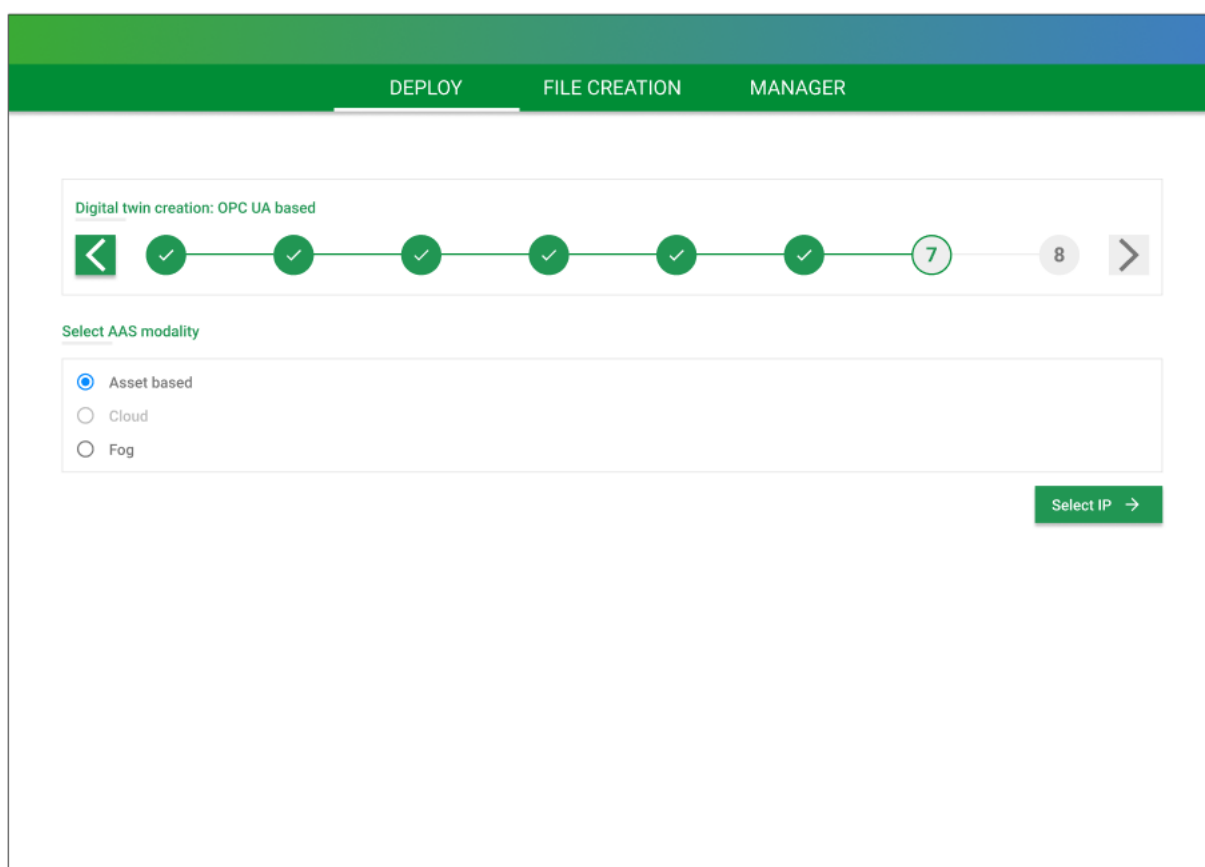 DEPLOY FILE CREATION MANAGER
Digital twin creation: OPC UA based
7 8
Select AAS modality
Asset based
Cloud
Fog
Select IP